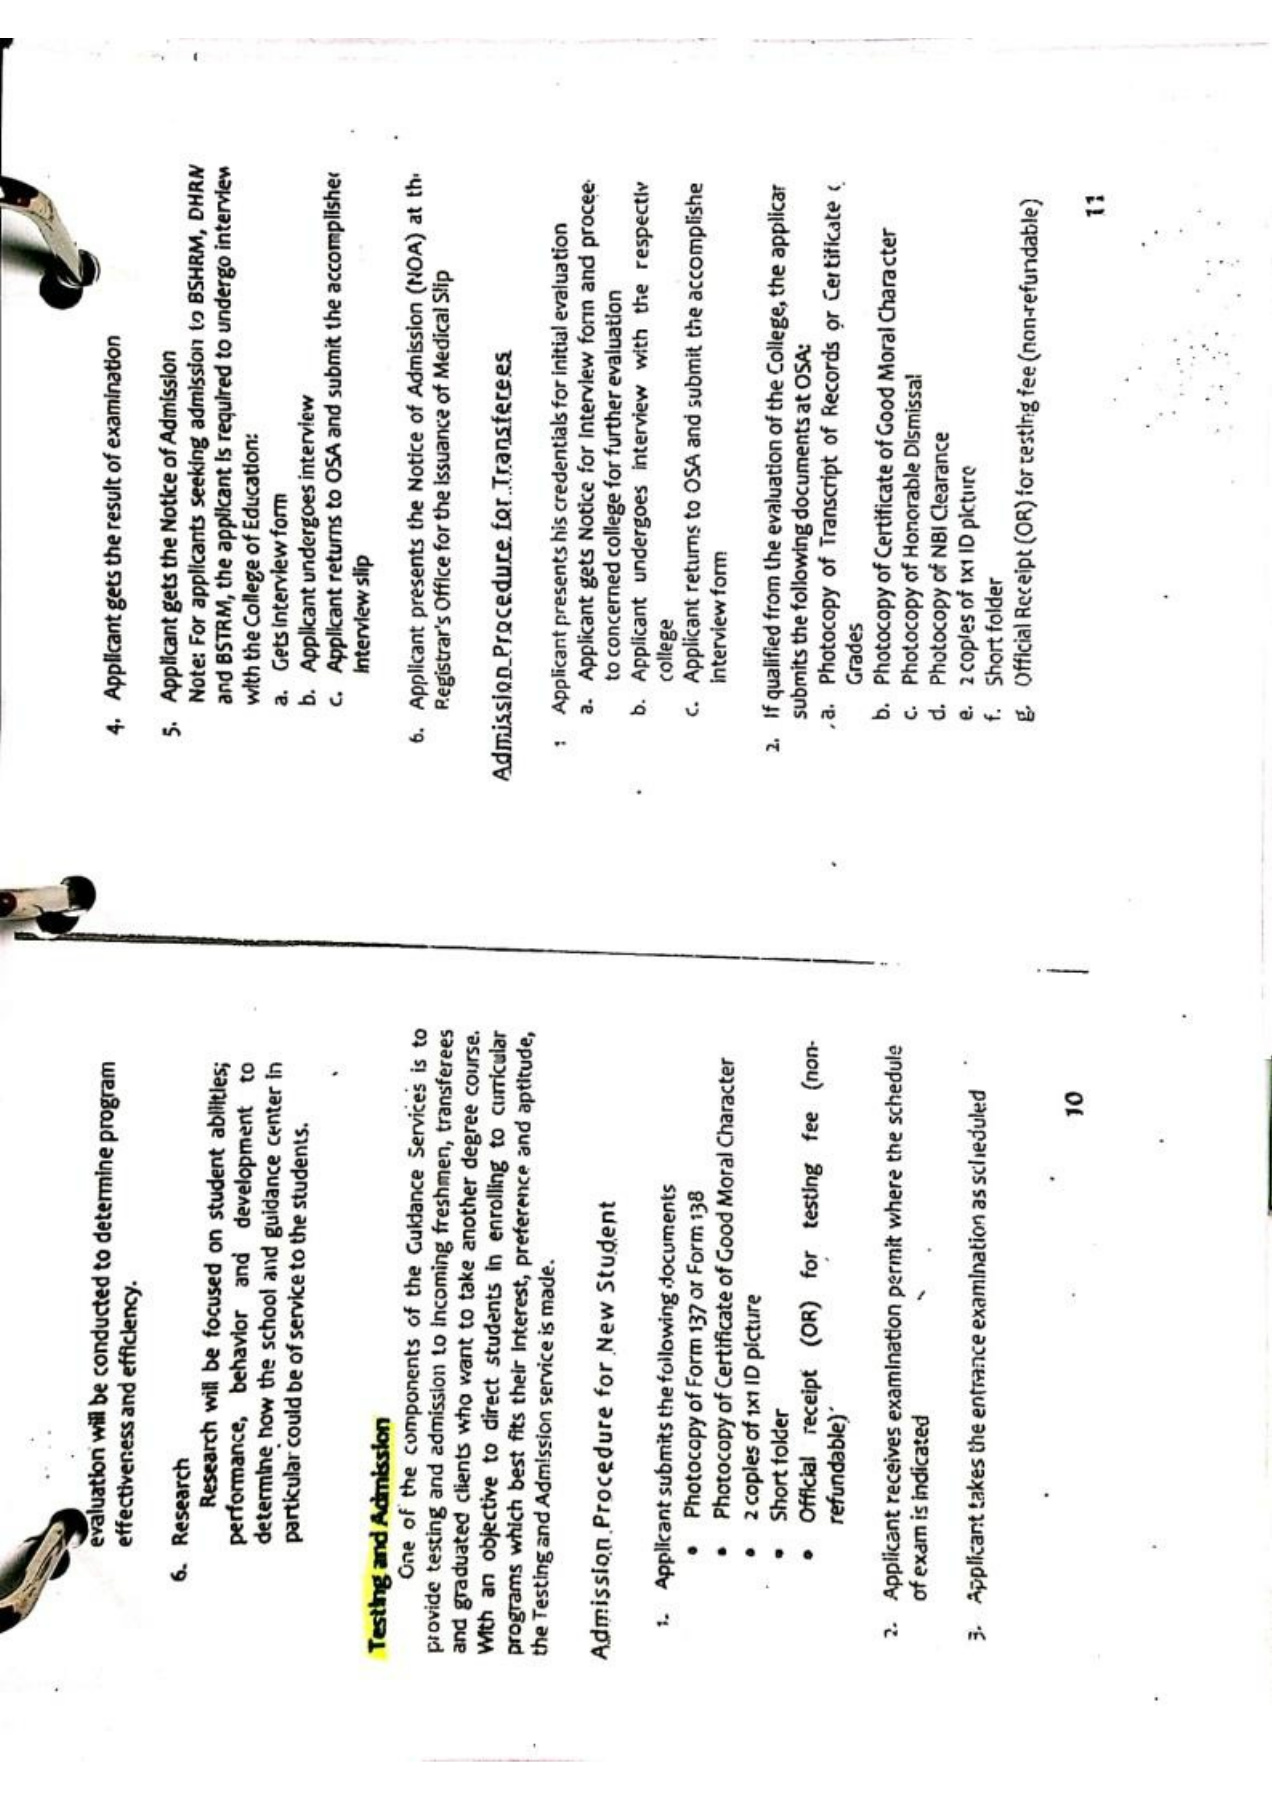 evaluation will be conducted to determine program
effectiveness and efficiency.
6. Research
Research will be focused on student abilities;
performance, behavior and development to
determine how the school and guidance center in
particular could be of service to the students.
Testing and Admission
One of the components of the Guidance Services is to
provide testing and admission to incoming freshmen, transferees
and graduated clients who want to take another degree course.
With an objective to direct students in enrolling to curricular
programs which best fits their interest, preference and aptitude,
the Testing and Admission service is made.
Admission Procedure for New Student
1. Applicant submits the following documents
• Photocopy of Form 137 or Form 138
• Photocopy of Certificate of Good Moral Character
• 2 copies of 1x1 ID picture
• Short folder
• Official receipt (OR) for testing fee (non-
refundable)
2. Applicant receives examination permit where the schedule
of exam is indicated
3. Applicant takes the entrance examination as scheduled
10
4. Applicant gets the result of examination
5. Applicant gets the Notice of Admission
Note: For applicants seeking admission to BSHRM, DHRN
and BSTRM, the applicant is required to undergo interview
with the College of Education:
a. Gets interview form
b. Applicant undergoes interview
c. Applicant returns to OSA and submit the accomplishe
interview slip
6. Applicant presents the Notice of Admission (NOA) at th
Registrar's Office for the issuance of Medical Slip
Admission Procedure for Transferees
Applicant presents his credentials for initial evaluation
a. Applicant gets Notice for Interview form and procee
to concerned college for further evaluation
b. Applicant undergoes interview with the respectiv
college
c. Applicant returns to OSA and submit the accomplishe
interview form
2. If qualified from the evaluation of the College, the applicar
submits the following documents at OSA:
a. Photocopy of Transcript of Records or Certificate
Grades
b. Photocopy of Certificate of Good Moral Character
c. Photocopy of Honorable Dismissal
d. Photocopy of NBI Clearance
e. 2 copies of 1x1 ID picture
f. Short folder
g. Official Receipt (OR) for testing fee (non-refundable)
11